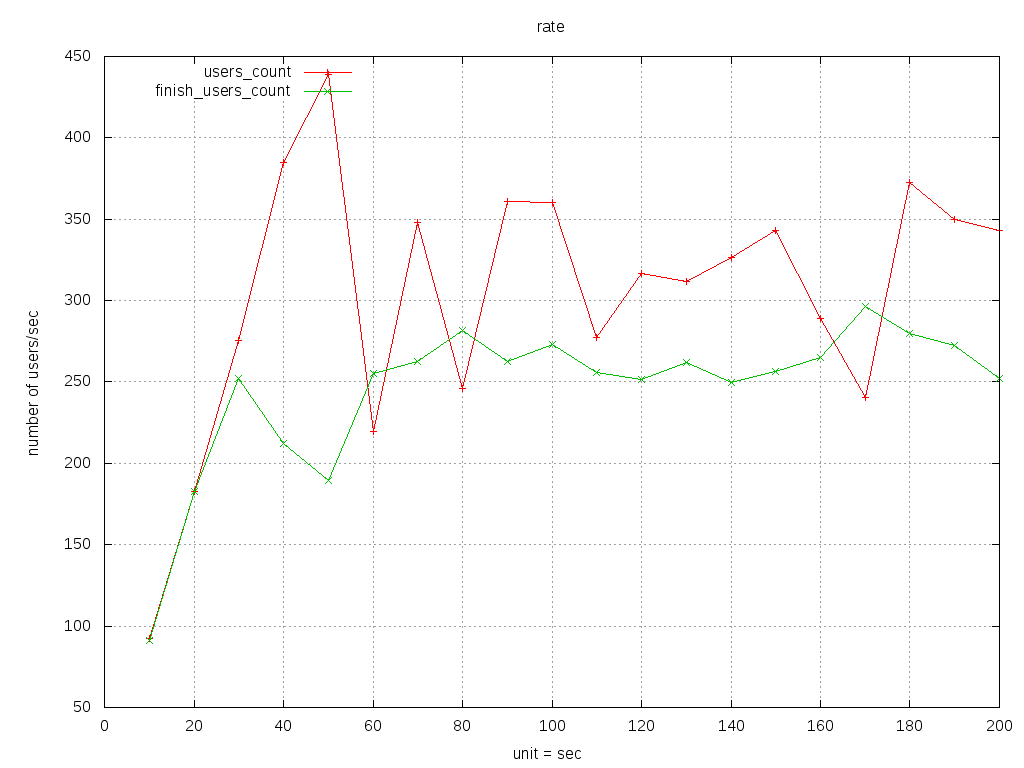 rate
450
400
350
300
250
200
150
100
50
users_count
finish_users_count
number of users/sec
0 20 40 60 80 100 120 140 160 180 200
unit = sec